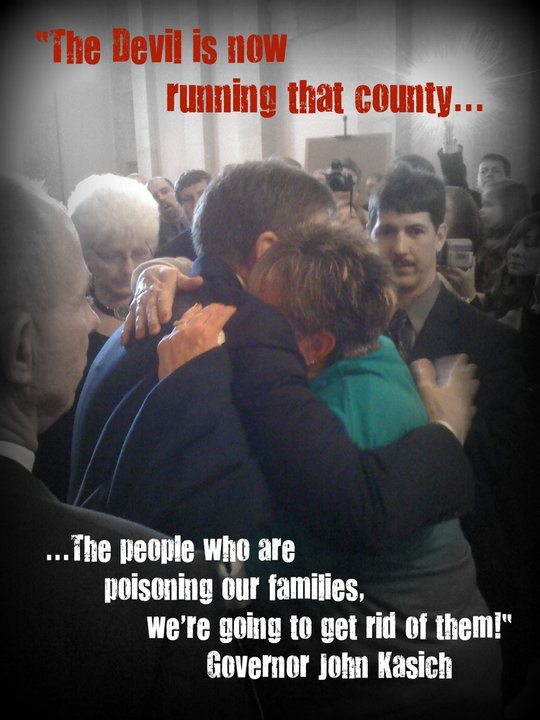 "The Devil is now
running that county...
...The people who are
poisoning our families,
we're going to get rid of them!"
Governor John Kasich